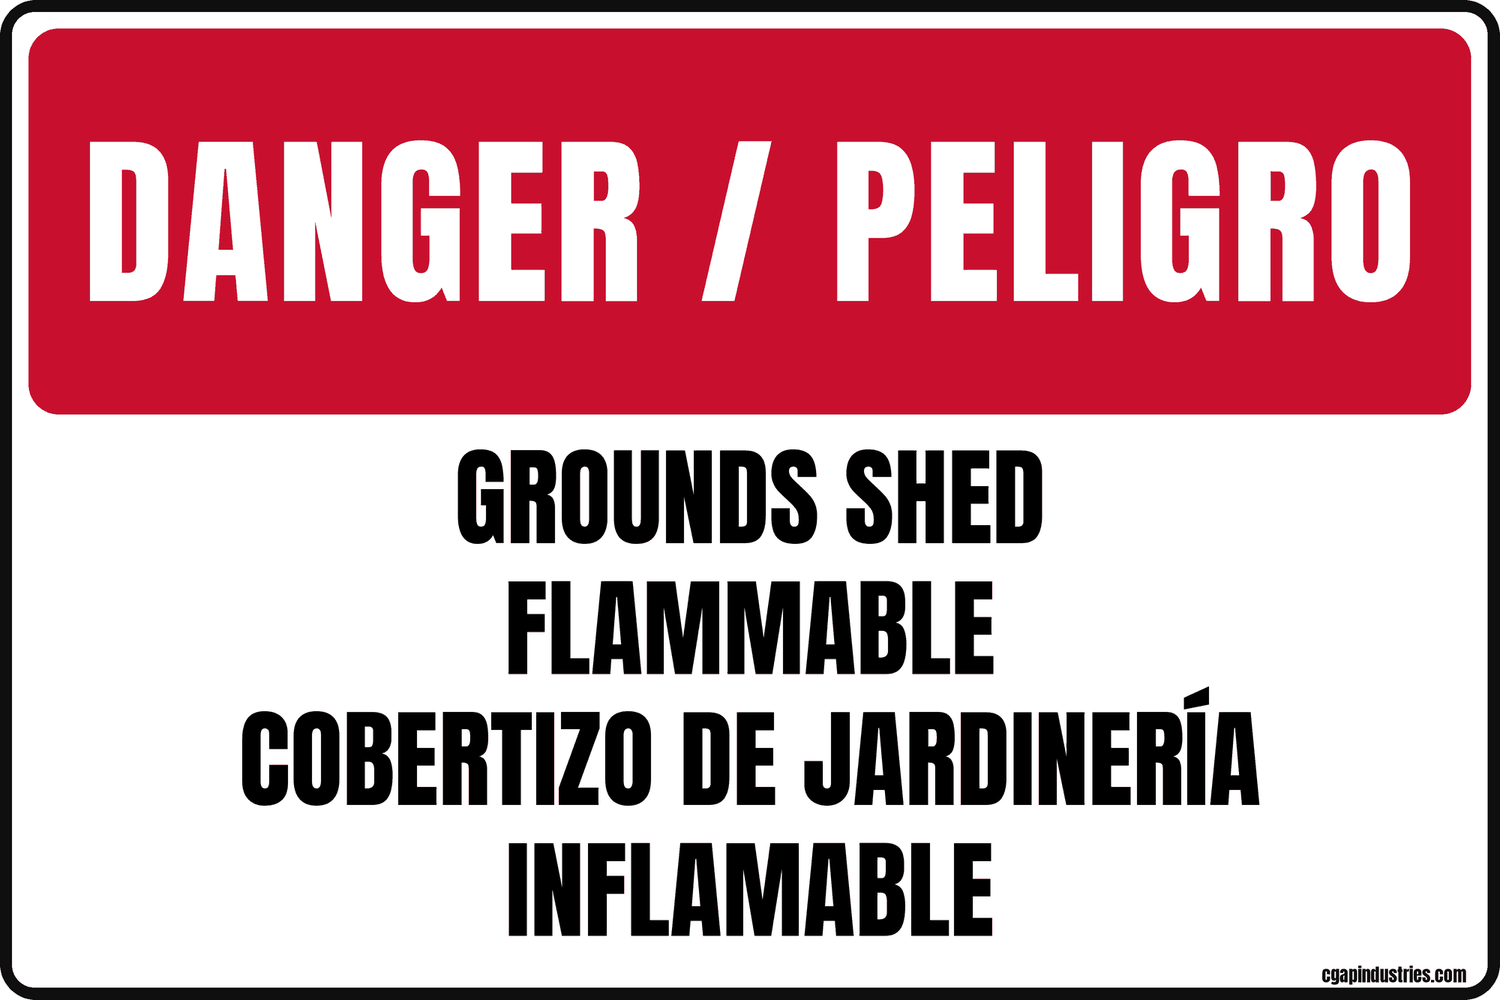 DANGER / PELIGRO
GROUNDS SHED
FLAMMABLE
COBERTIZO DE JARDINERÍA
INFLAMABLE
cgapindustries.com